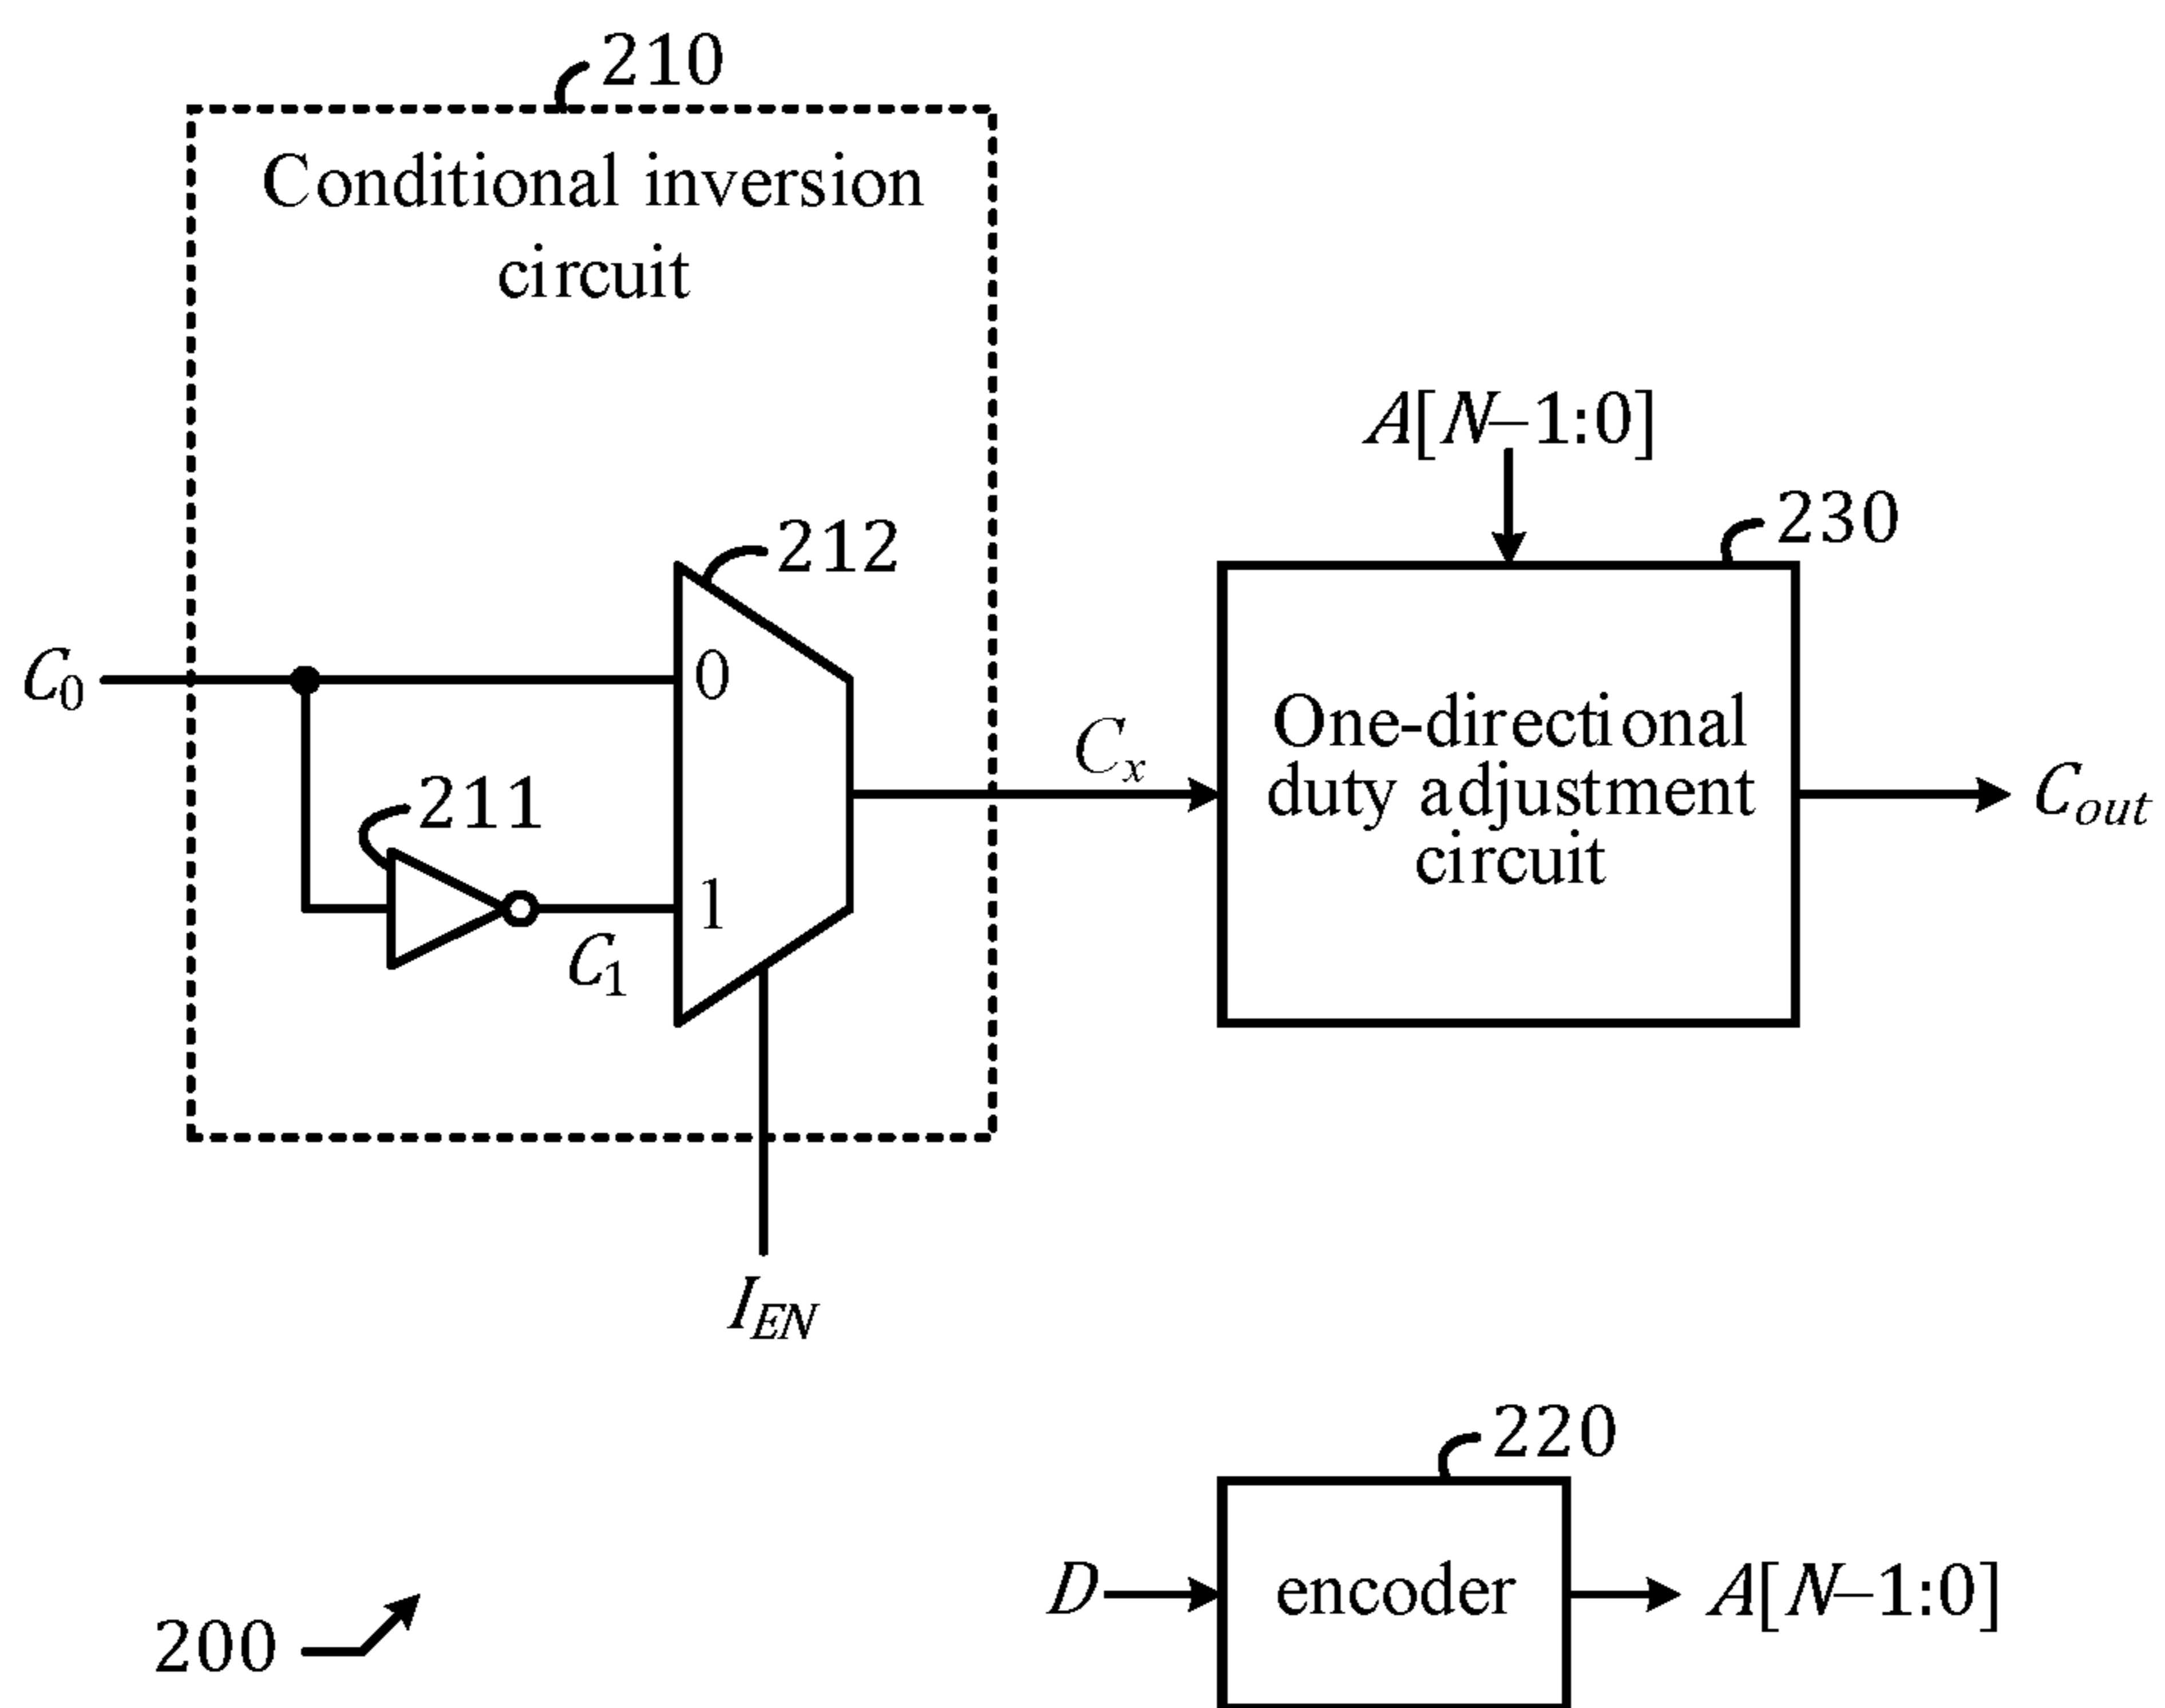 210
Conditional inversion
circuit
A[N–1:0]
230
212
C0
0
One-directional
duty adjustment
circuit
Cx
Cout
211
1
C1
IEN
220
D
encoder
A[N–1:0]
200